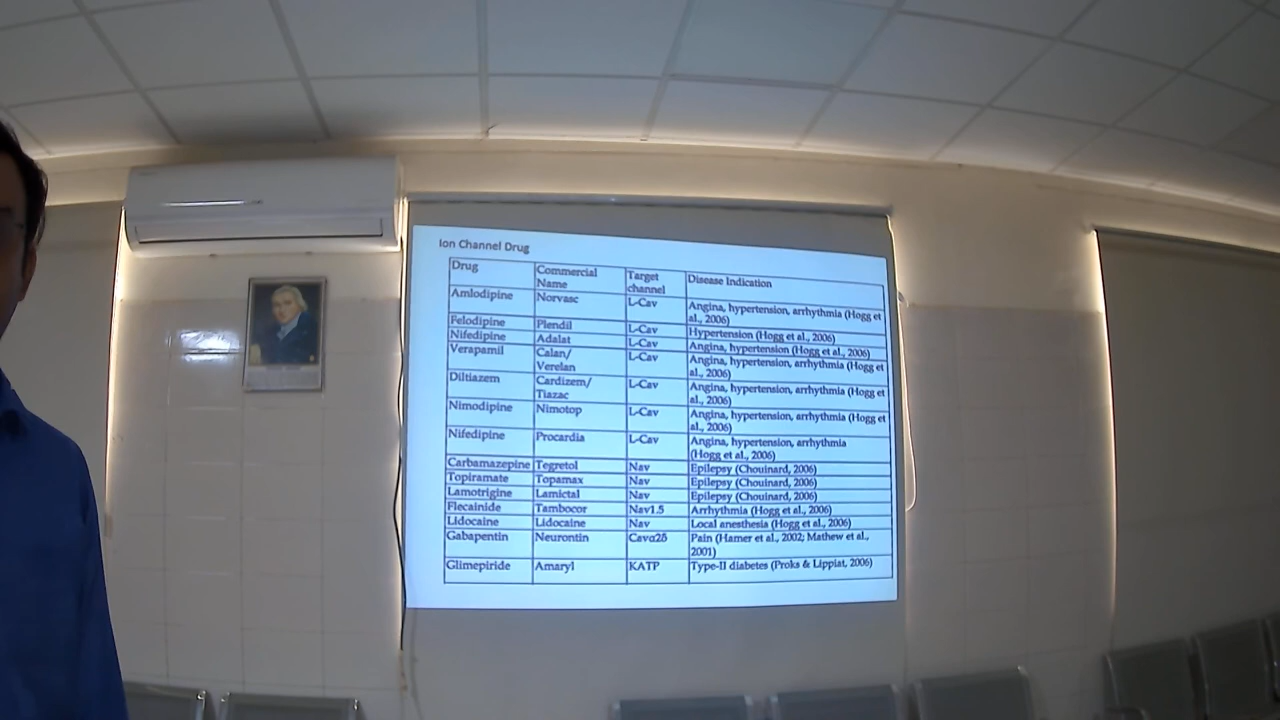 Ion Channel Drug
Drug Commercial Name Target channel Disease Indication
Amlodipine Norvasc L-Cav Angina, hypertension, arrhythmia (Hogg et al., 2006)
Felodipine Plendil L-Cav Hypertension (Hogg et al., 2006)
Nifedipine Adalat L-Cav Angina, hypertension (Hogg et al., 2006)
Verapamil Calan/ Verelan L-Cav Angina, hypertension, arrhythmia (Hogg et al., 2006)
Diltiazem Cardizem/ Tiazac L-Cav Angina, hypertension, arrhythmia (Hogg et al., 2006)
Nimodipine Nimotop L-Cav Angina, hypertension, arrhythmia (Hogg et al., 2006)
Nifedipine Procardia L-Cav Angina, hypertension, arrhythmia (Hogg et al., 2006)
Carbamazepine Tegretol Nav Epilepsy (Chouinard, 2006)
Topiramate Topamax Nav Epilepsy (Chouinard, 2006)
Lamotrigine Lamictal Nav Epilepsy (Chouinard, 2006)
Flecainide Tambocor Nav1.5 Arrhythmia (Hogg et al., 2006)
Lidocaine Lidocaine Nav Local anesthesia (Hogg et al., 2006)
Gabapentin Neurontin Cavα2δ Pain (Hamer et al., 2002; Mathew et al., 2001)
Glimepiride Amaryl KATP Type-II diabetes (Proks & Lippiat, 2006)